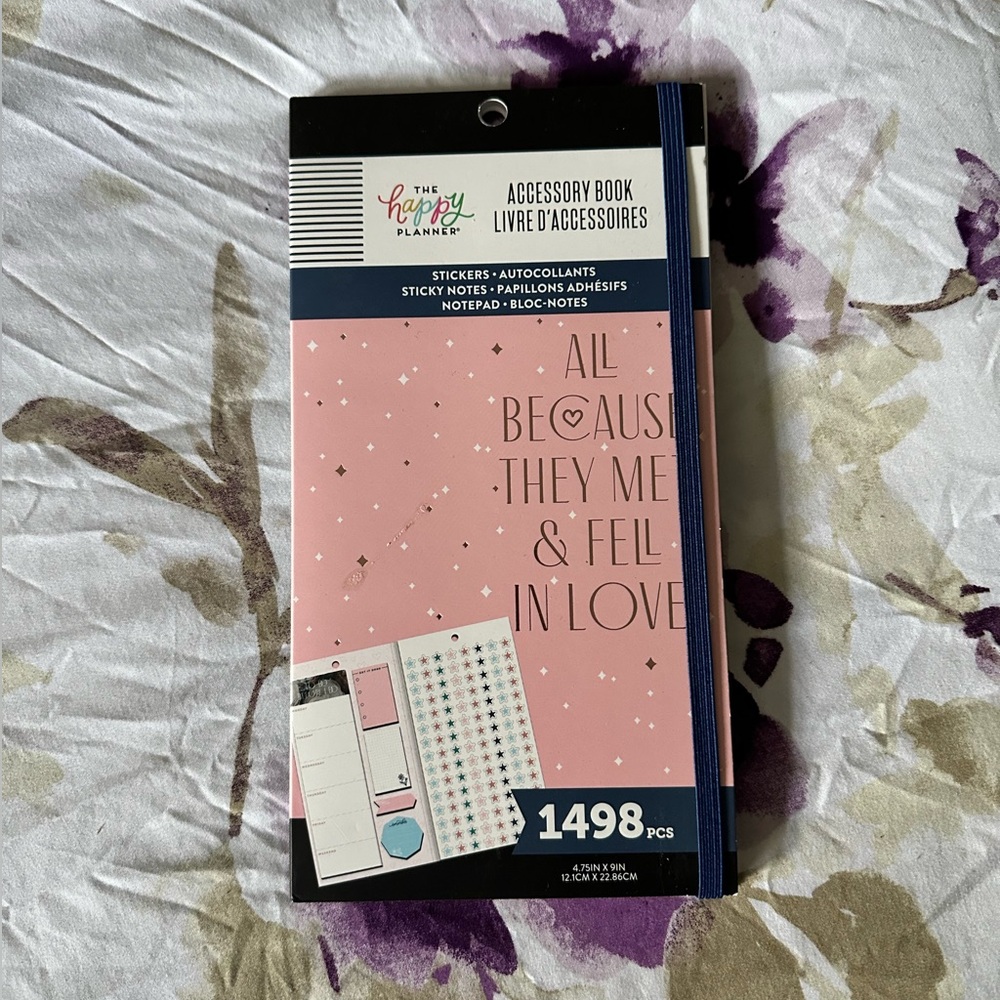 THE
happy
PLANNER®
ACCESSORY BOOK
LIVRE D'ACCESSOIRES
STICKERS • AUTOCOLLANTS
STICKY NOTES • PAPILLONS ADHÉSIFS
NOTEPAD • BLOC-NOTES
ALL
BECAUSE
THEY ME
& FELL
IN LOVE
1498 PCS
4.75IN X 9IN
12.1CM X 22.86CM